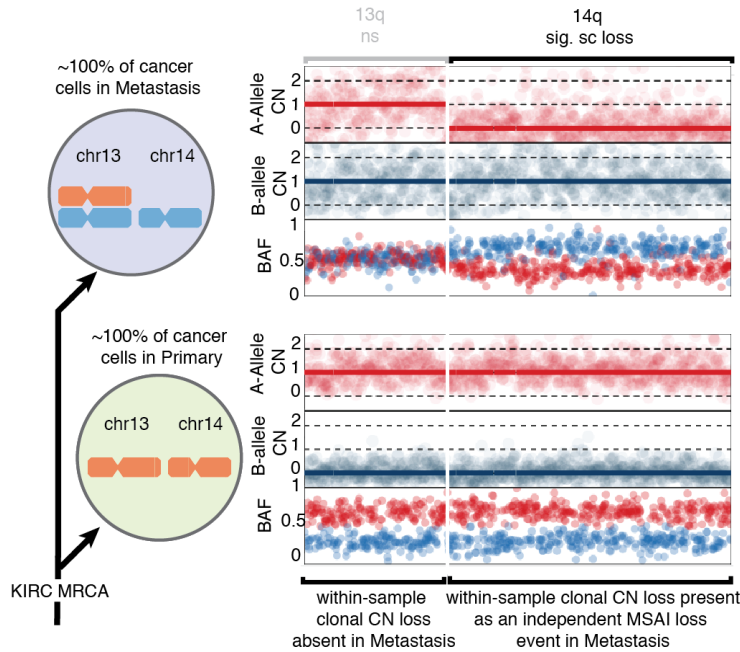 13q
ns
14q
sig. sc loss
~100% of cancer
cells in Metastasis
chr13 chr14
A-Allele
CN
2
1
0
B-allele
CN
2
1
0
BAF
1
0.5
0
~100% of cancer
cells in Primary
chr13 chr14
A-Allele
CN
2
1
0
B-allele
CN
2
1
0
BAF
1
0.5
0
KIRC MRCA
within-sample
clonal CN loss
absent in Metastasis
within-sample clonal CN loss present
as an independent MSAI loss
event in Metastasis